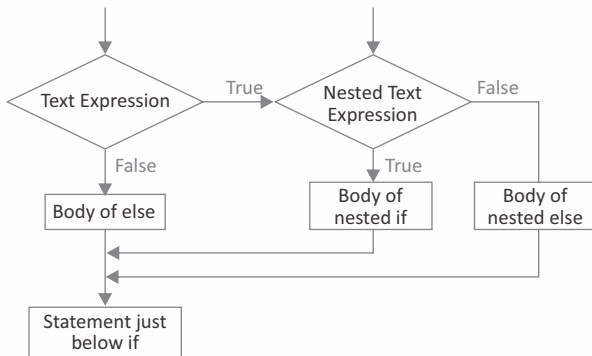 Text Expression
True
Nested Text
Expression
False
False
True
Body of else
Body of
nested if
Body of
nested else
Statement just
below if